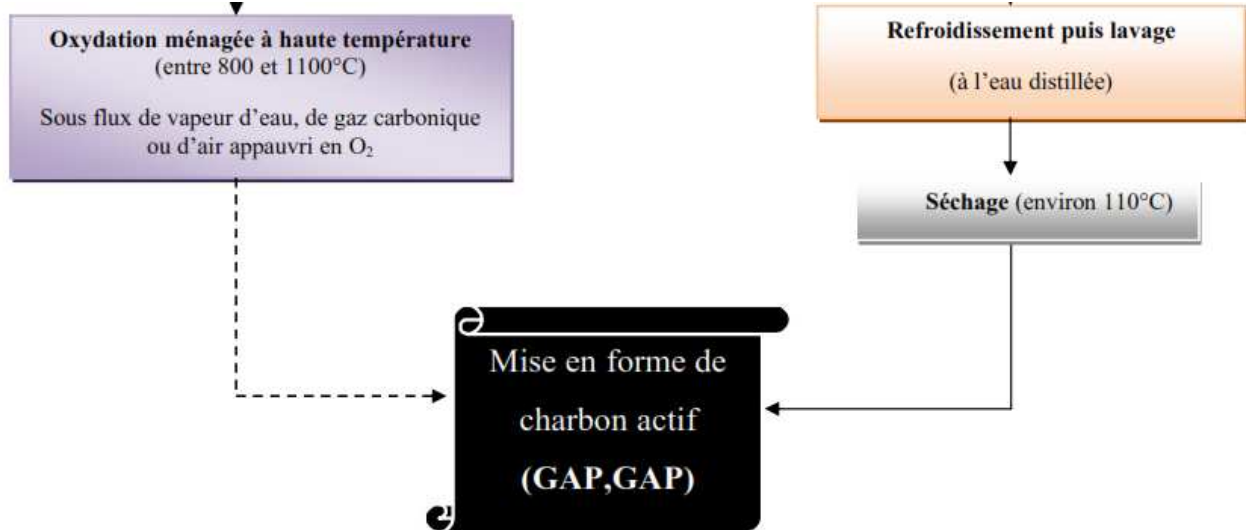 Oxydation ménagée à haute température
(entre 800 et 1100°C)
Sous flux de vapeur d’eau, de gaz carbonique
ou d’air appauvri en O₂
Refroidissement puis lavage
(à l’eau distillée)
Séchage (environ 110°C)
Mise en forme de
charbon actif
(GAP,GAP)